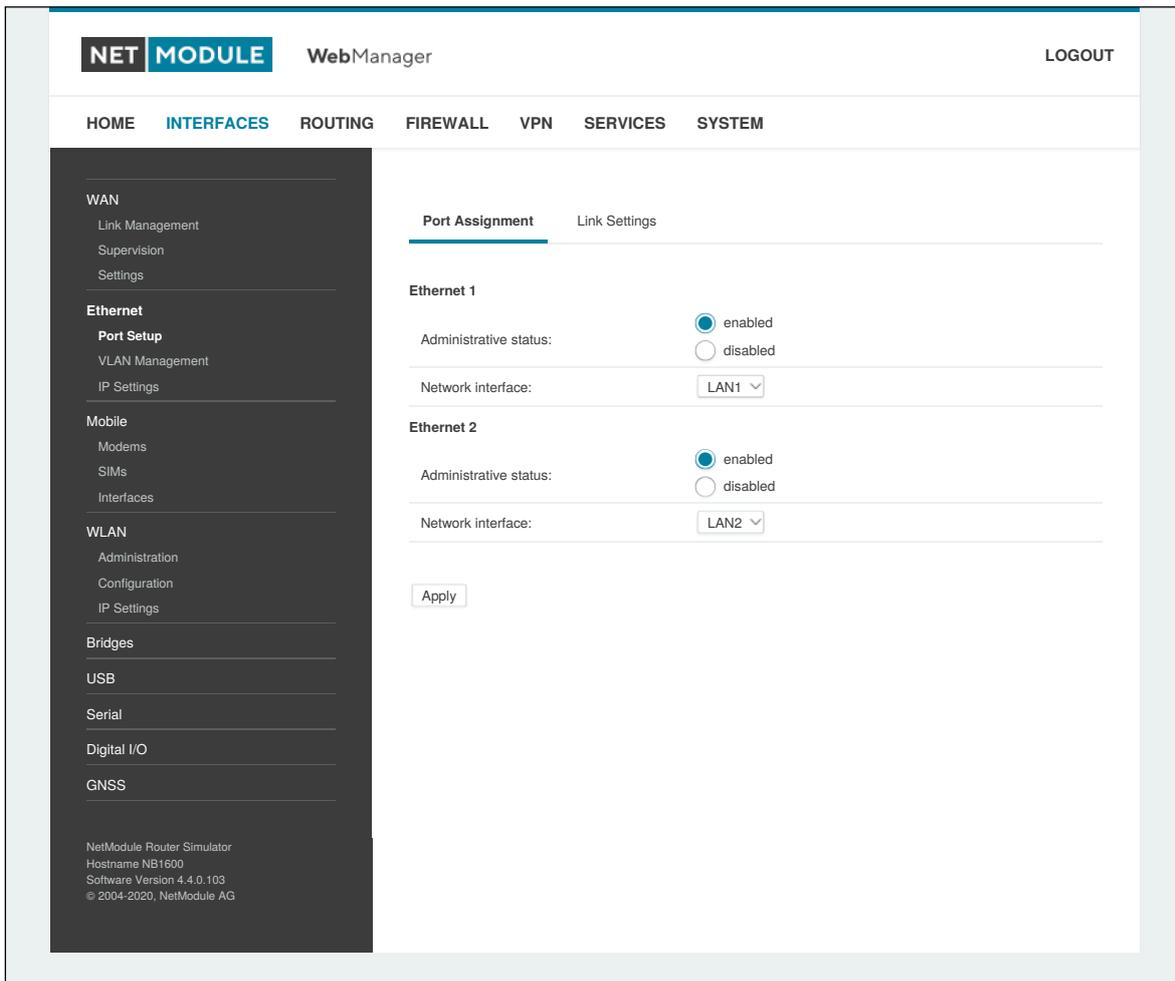 NET MODULE WebManager LOGOUT
HOME INTERFACES ROUTING FIREWALL VPN SERVICES SYSTEM
WAN
Link Management
Supervision
Settings
Ethernet
Port Setup
VLAN Management
IP Settings
Mobile
Modems
SIMs
Interfaces
WLAN
Administration
Configuration
IP Settings
Bridges
USB
Serial
Digital I/O
GNSS
NetModule Router Simulator
Hostname NB1600
Software Version 4.4.0.103
© 2004-2020, NetModule AG
Port Assignment Link Settings
Ethernet 1
Administrative status:
enabled
disabled
Network interface: LAN1
Ethernet 2
Administrative status:
enabled
disabled
Network interface: LAN2
Apply